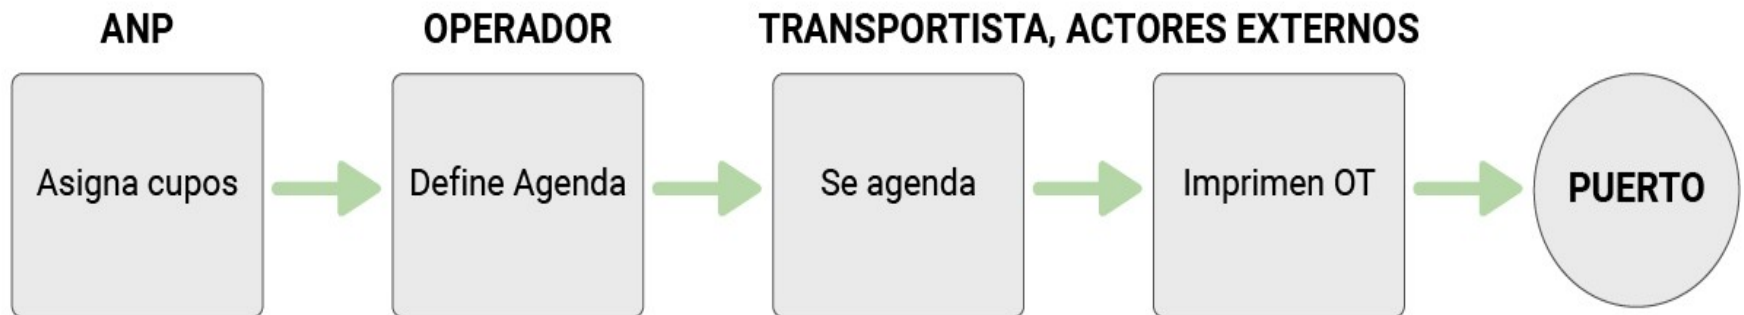 ANP
OPERADOR
TRANSPORTISTA, ACTORES EXTERNOS
Asigna cupos
Define Agenda
Se agenda
Imprimen OT
PUERTO